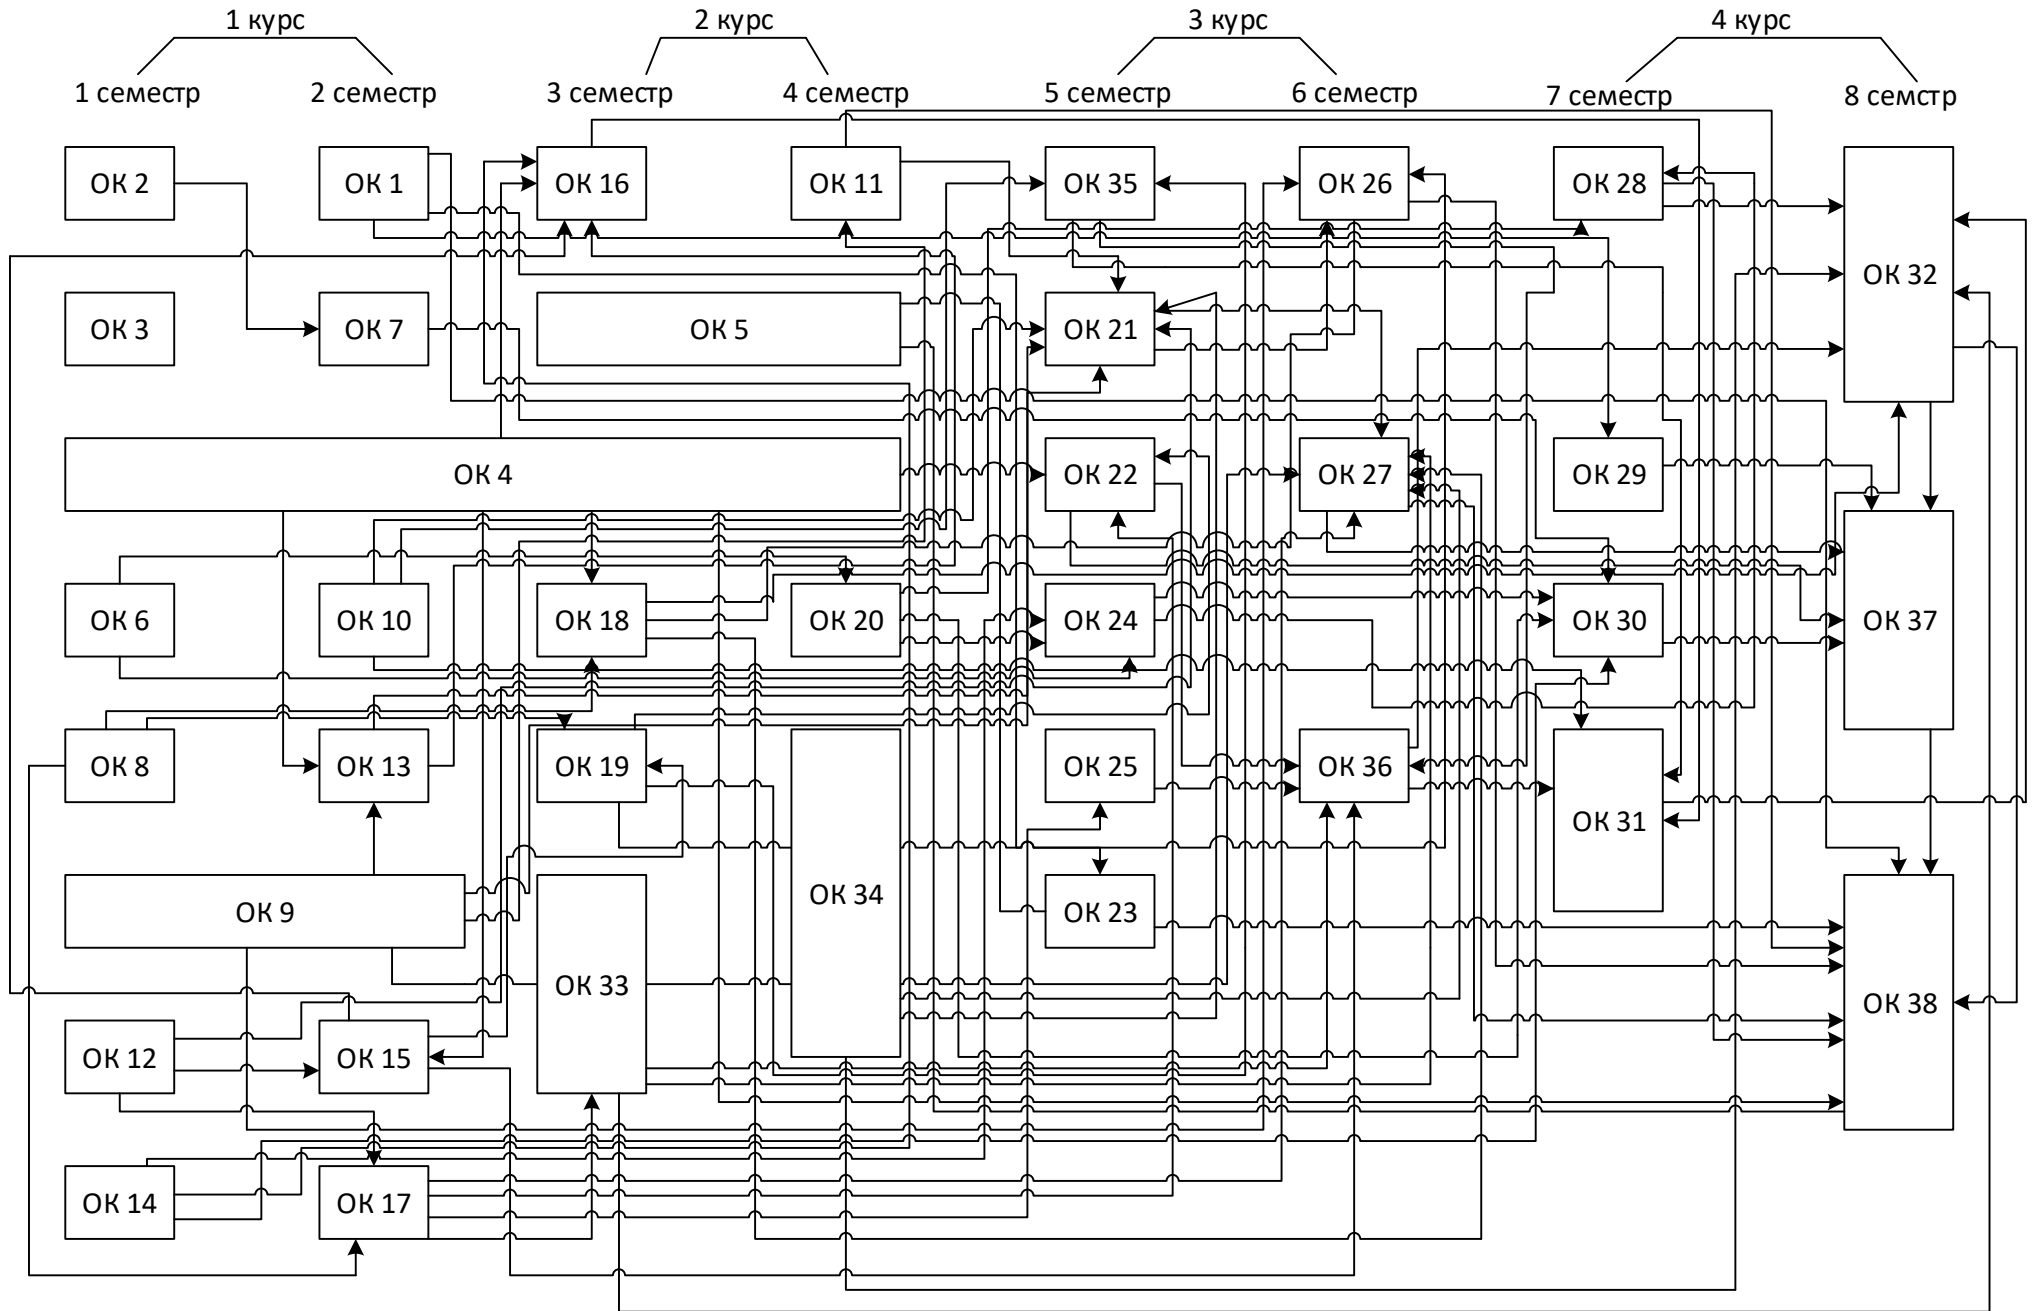 1 курс 2 курс 3 курс 4 курс
1 семестр 2 семестр 3 семестр 4 семестр 5 семестр 6 семестр 7 семестр 8 семстр
ОК 2 ОК 1 ОК 16 ОК 11 ОК 35 ОК 26 ОК 28
ОК 32
ОК 3 ОК 7 ОК 5 ОК 21
ОК 4 ОК 22 ОК 27 ОК 29
ОК 6 ОК 10 ОК 18 ОК 20 ОК 24 ОК 30 ОК 37
ОК 8 ОК 13 ОК 19 ОК 25 ОК 36
ОК 31
ОК 9 ОК 34 ОК 23
ОК 33
ОК 38
ОК 12 ОК 15
ОК 14 ОК 17